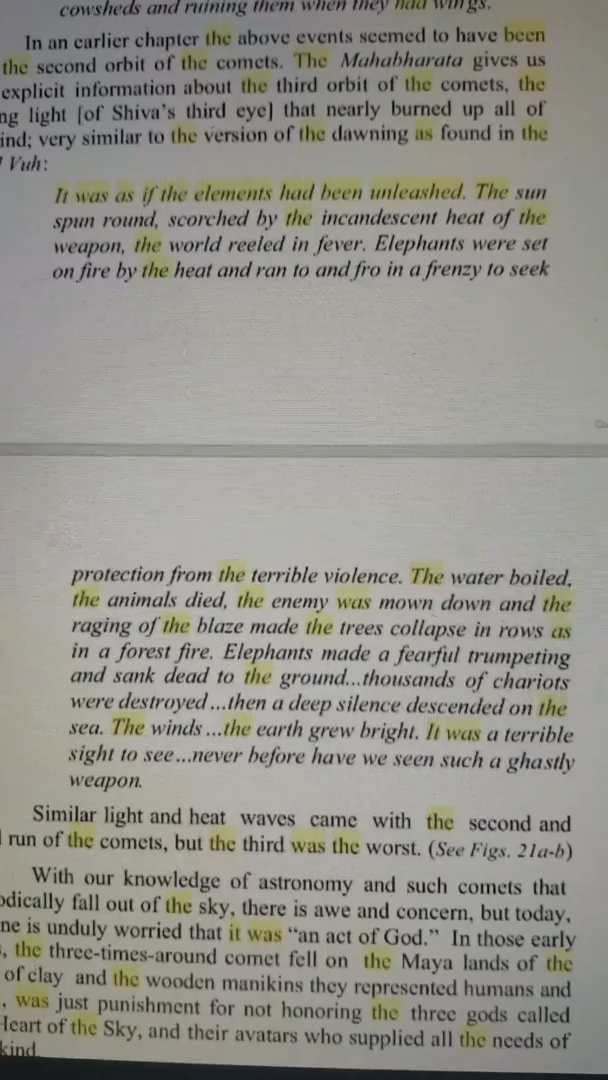 cowsheds and ruining them when they had wings.
In an earlier chapter the above events seemed to have been
the second orbit of the comets. The Mahabharata gives us
explicit information about the third orbit of the comets, the
ng light [of Shiva's third eye] that nearly burned up all of
ind; very similar to the version of the dawning as found in the
Vuh:
It was as if the elements had been unleashed. The sun
spun round, scorched by the incandescent heat of the
weapon, the world reeled in fever. Elephants were set
on fire by the heat and ran to and fro in a frenzy to seek
protection from the terrible violence. The water boiled,
the animals died, the enemy was mown down and the
raging of the blaze made the trees collapse in rows as
in a forest fire. Elephants made a fearful trumpeting
and sank dead to the ground...thousands of chariots
were destroyed...then a deep silence descended on the
sea. The winds...the earth grew bright. It was a terrible
sight to see...never before have we seen such a ghastly
weapon.
Similar light and heat waves came with the second and
run of the comets, but the third was the worst. (See Figs. 21a-b)
With our knowledge of astronomy and such comets that
odically fall out of the sky, there is awe and concern, but today,
ne is unduly worried that it was "an act of God." In those early
, the three-times-around comet fell on the Maya lands of the
of clay and the wooden manikins they represented humans and
, was just punishment for not honoring the three gods called
Heart of the Sky, and their avatars who supplied all the needs of
kind.